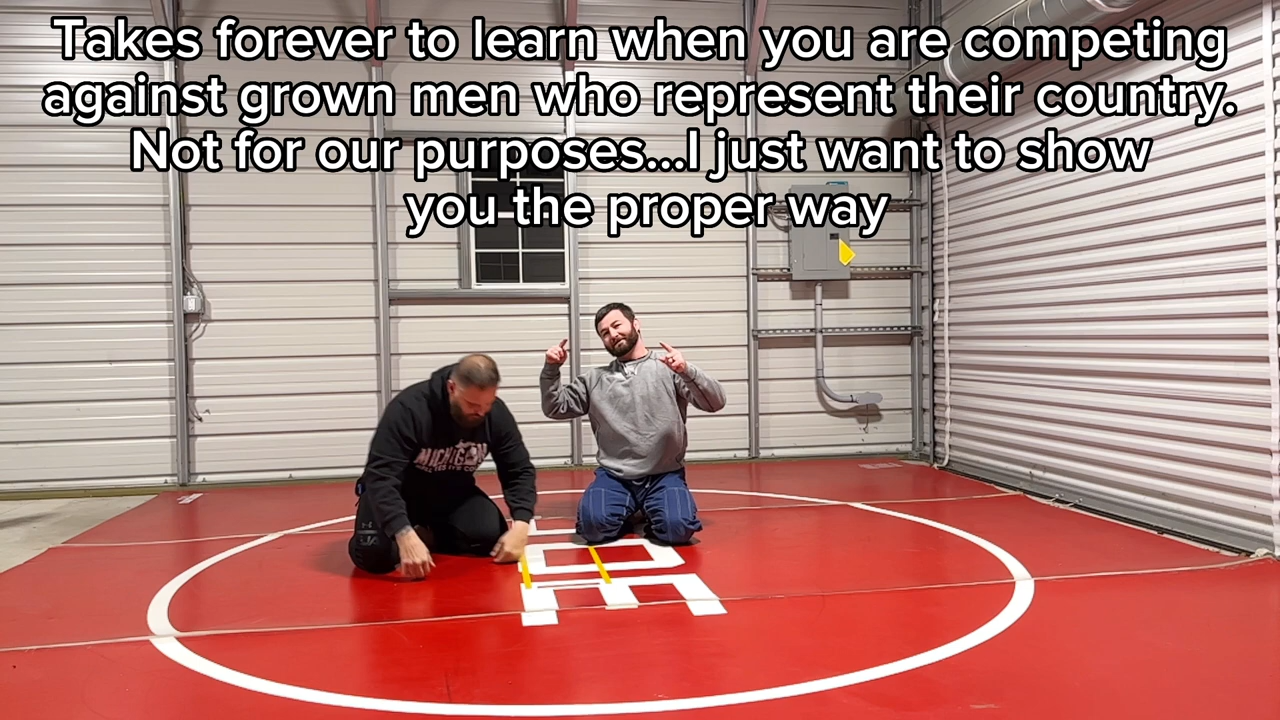 Takes forever to learn when you are competing
against grown men who represent their country.
Not for our purposes...I just want to show
you the proper way
MICHIGAN